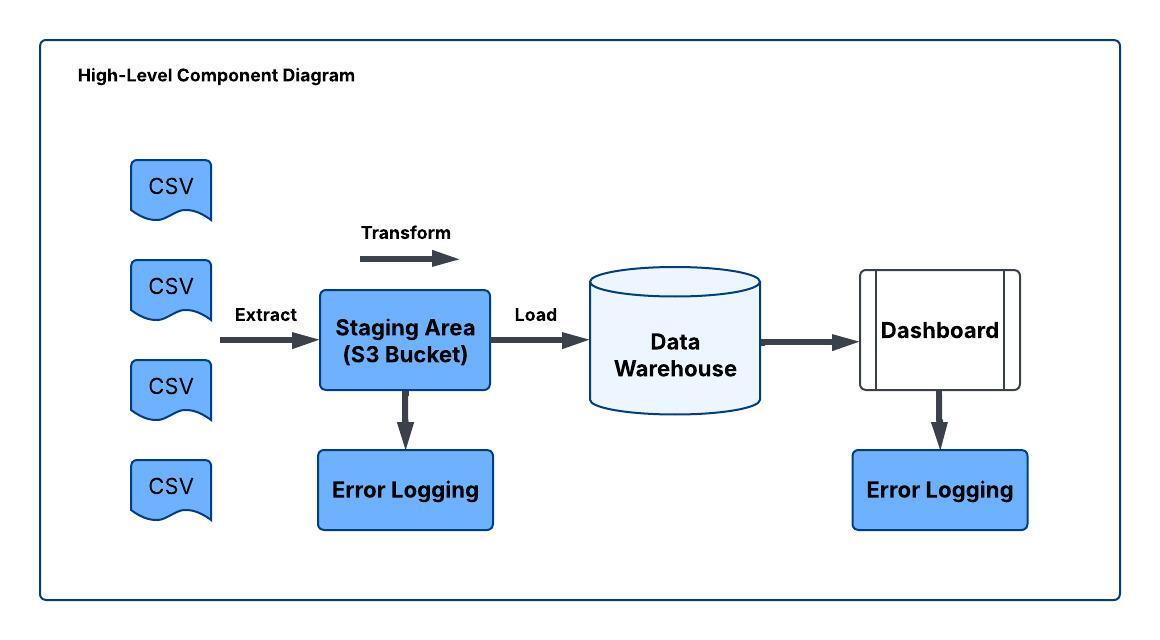 High-Level Component Diagram
CSV
CSV
CSV
CSV
Extract
Transform
Staging Area
(S3 Bucket)
Error Logging
Load
Data
Warehouse
Dashboard
Error Logging